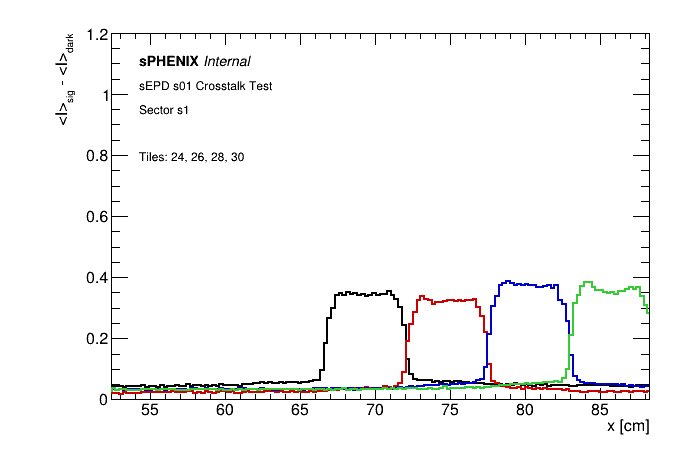 1.2
1
0.8
0.6
0.4
0.2
0
<I>sig - <I>dark
sPHENIX Internal
sEPD s01 Crosstalk Test
Sector s1
Tiles: 24, 26, 28, 30
55 60 65 70 75 80 85
x [cm]